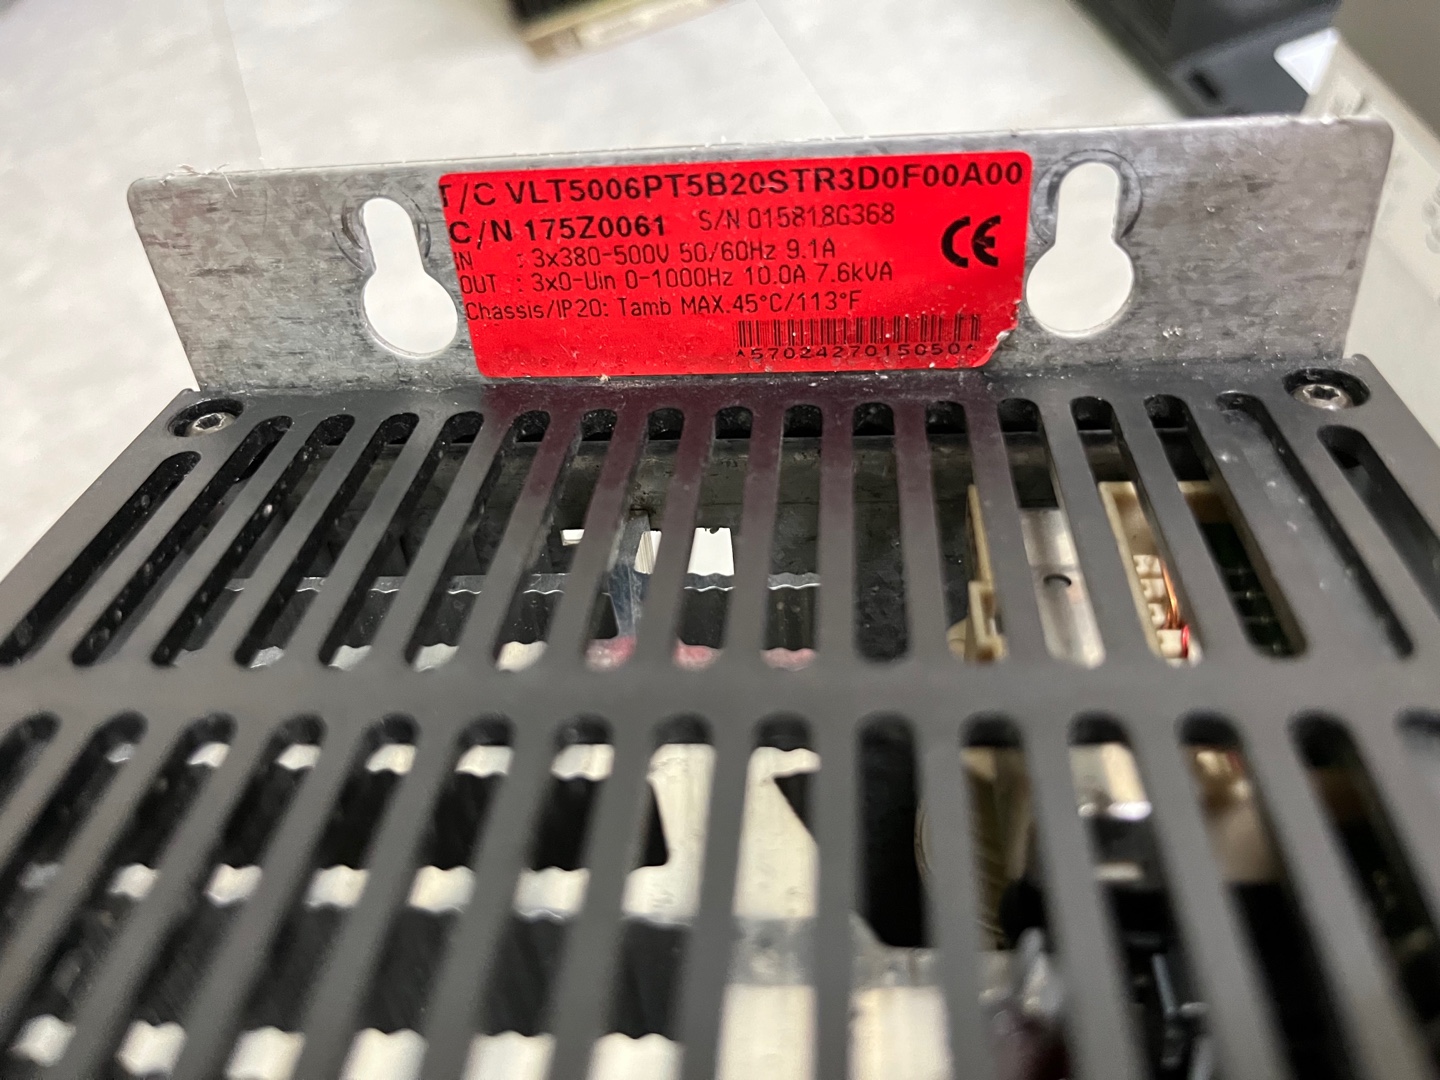 T/C VLT5006PT5B20STR3D0F00A00
C/N 175Z0061 S/N 015818G368
IN : 3x380-500V 50/60Hz 9.1A
OUT : 3x0-Uin 0-1000Hz 10.0A 7.6kVA
Chassis/IP20: Tamb MAX.45°C/113°F
CE
*5702427015050*